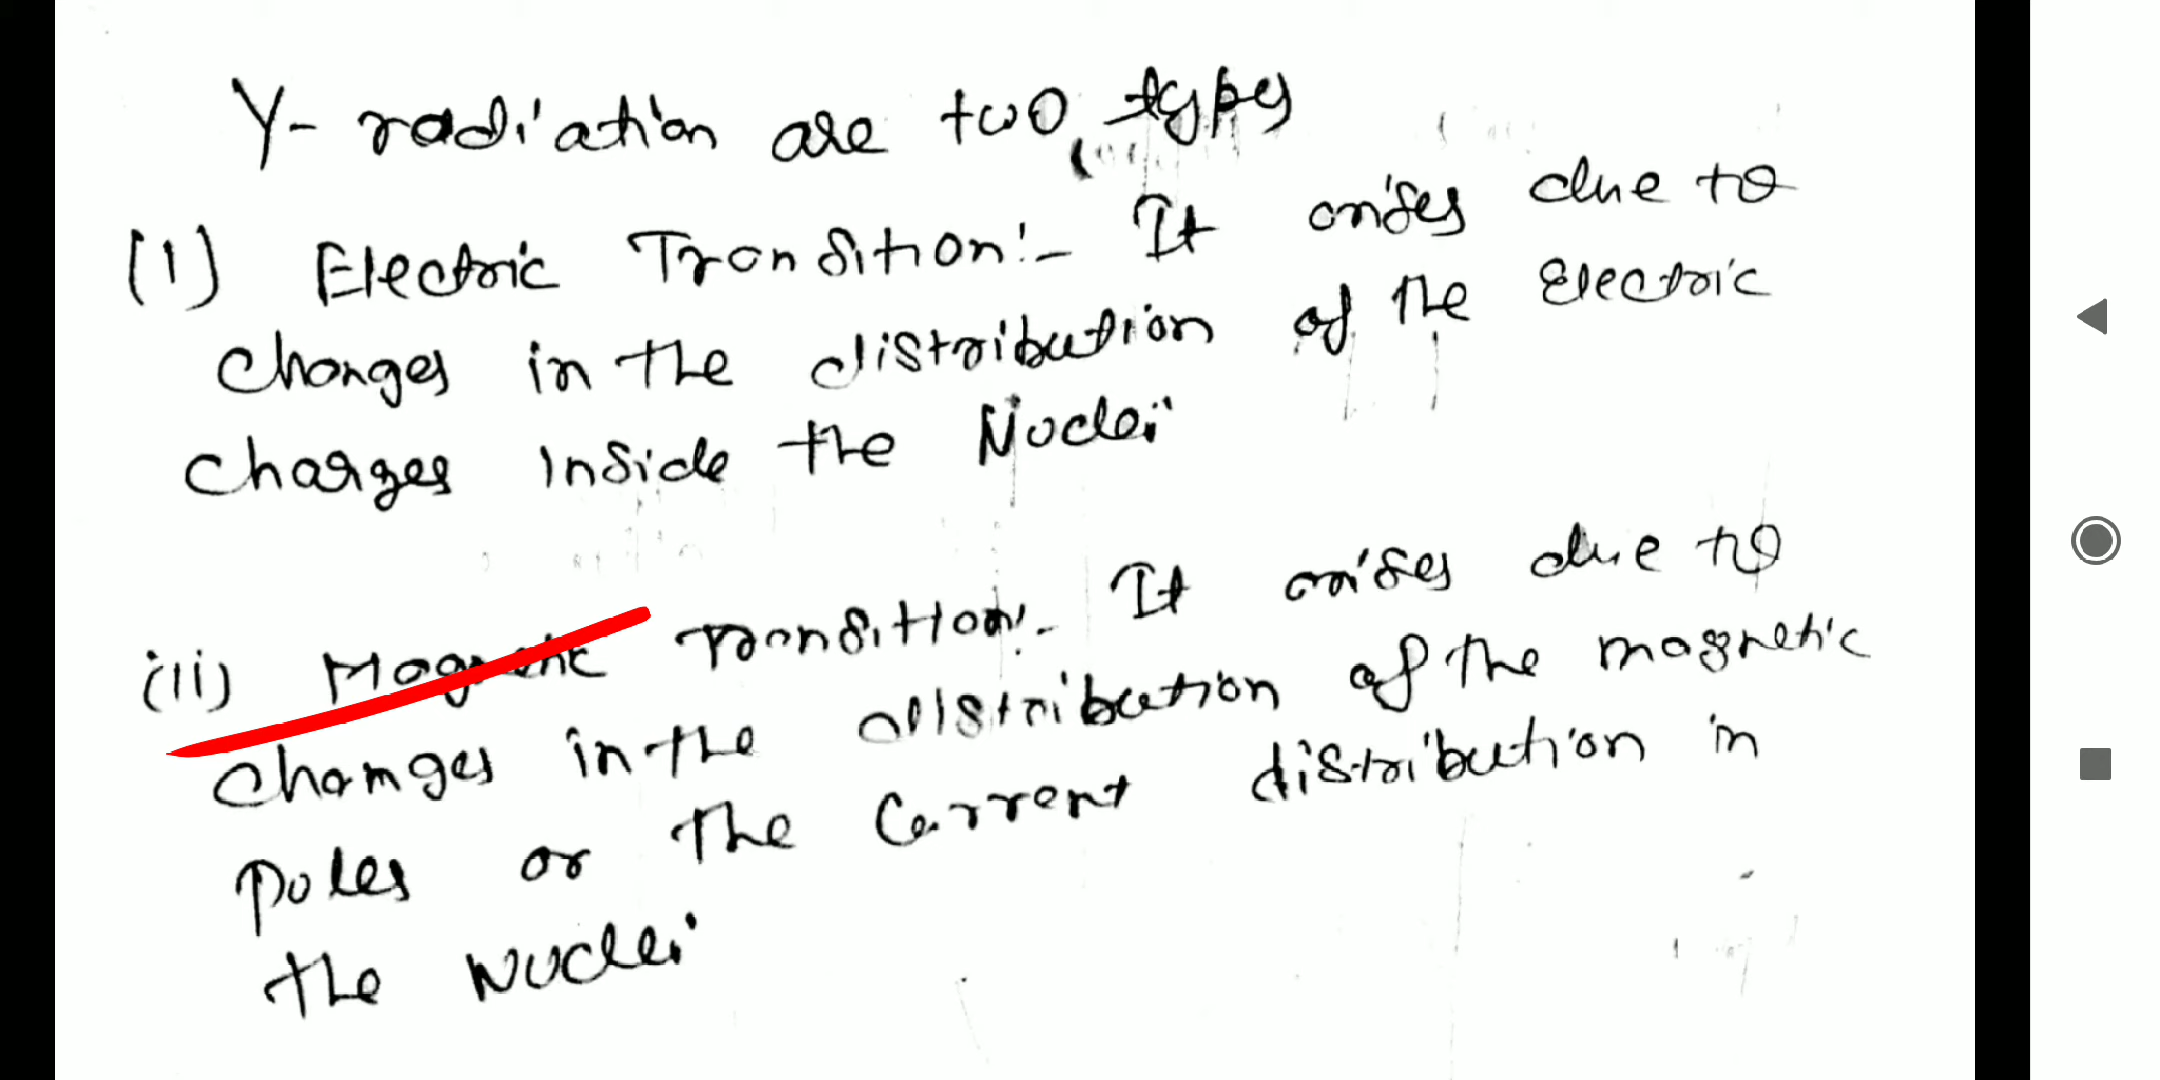 γ- radiation are two types
(i) Electric Transition:- It arises due to
changes in the distribution of the Electric
charges inside the Nuclei
(ii) Magnetic Transition:- It arises due to
changes in the distribution of the magnetic
poles or the current distribution in
the Nuclei